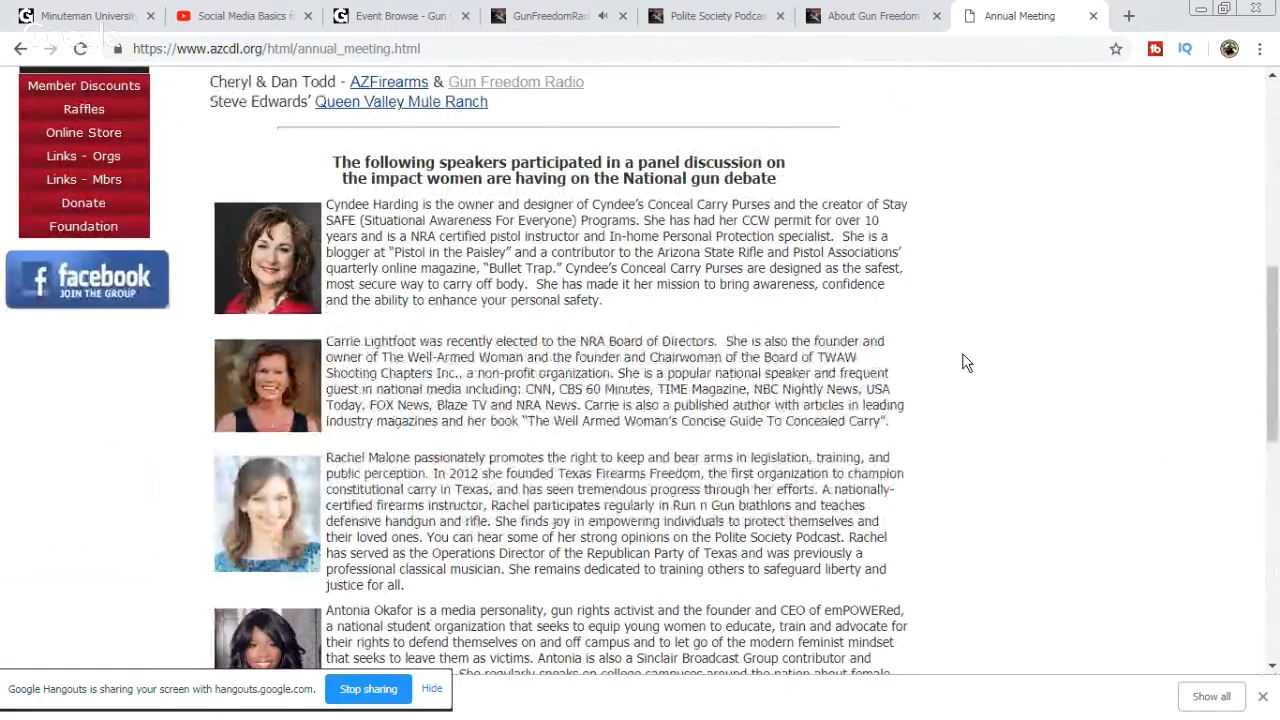 Minuteman University
Social Media Basics f
Event Browse - Gun
GunFreedomRad
Polite Society Podcas
About Gun Freedom
Annual Meeting
https://www.azcdl.org/html/annual_meeting.html
Member Discounts
Raffles
Online Store
Links - Orgs
Links - Mbrs
Donate
Foundation
facebook
JOIN THE GROUP
Cheryl & Dan Todd - AZFirearms & Gun Freedom Radio
Steve Edwards' Queen Valley Mule Ranch
The following speakers participated in a panel discussion on
the impact women are having on the National gun debate
Cyndee Harding is the owner and designer of Cyndee's Conceal Carry Purses and the creator of Stay
SAFE (Situational Awareness For Everyone) Programs. She has had her CCW permit for over 10
years and is a NRA certified pistol instructor and In-home Personal Protection specialist. She is a
blogger at "Pistol in the Paisley" and a contributor to the Arizona State Rifle and Pistol Associations'
quarterly online magazine, "Bullet Trap." Cyndee's Conceal Carry Purses are designed as the safest,
most secure way to carry off body. She has made it her mission to bring awareness, confidence
and the ability to enhance your personal safety.
Carrie Lightfoot was recently elected to the NRA Board of Directors. She is also the founder and
owner of The Well-Armed Woman and the founder and Chairwoman of the Board of TWAW
Shooting Chapters Inc., a non-profit organization. She is a popular national speaker and frequent
guest in national media including: CNN, CBS 60 Minutes, TIME Magazine, NBC Nightly News, USA
Today, FOX News, Blaze TV and NRA News. Carrie is also a published author with articles in leading
industry magazines and her book "The Well Armed Woman's Concise Guide To Concealed Carry".
Rachel Malone passionately promotes the right to keep and bear arms in legislation, training, and
public perception. In 2012 she founded Texas Firearms Freedom, the first organization to champion
constitutional carry in Texas, and has seen tremendous progress through her efforts. A nationally-
certified firearms instructor, Rachel participates regularly in Run n Gun biathlons and teaches
defensive handgun and rifle. She finds joy in empowering individuals to protect themselves and
their loved ones. You can hear some of her strong opinions on the Polite Society Podcast. Rachel
has served as the Operations Director of the Republican Party of Texas and was previously a
professional classical musician. She remains dedicated to training others to safeguard liberty and
justice for all.
Antonia Okafor is a media personality, gun rights activist and the founder and CEO of emPOWERed,
a national student organization that seeks to equip young women to educate, train and advocate for
their rights to defend themselves on and off campus and to let go of the modern feminist mindset
that seeks to leave them as victims. Antonia is also a Sinclair Broadcast Group contributor and
She regularly speaks on college campuses around the nation about female
Google Hangouts is sharing your screen with hangouts.google.com.
Stop sharing
Hide
Show all